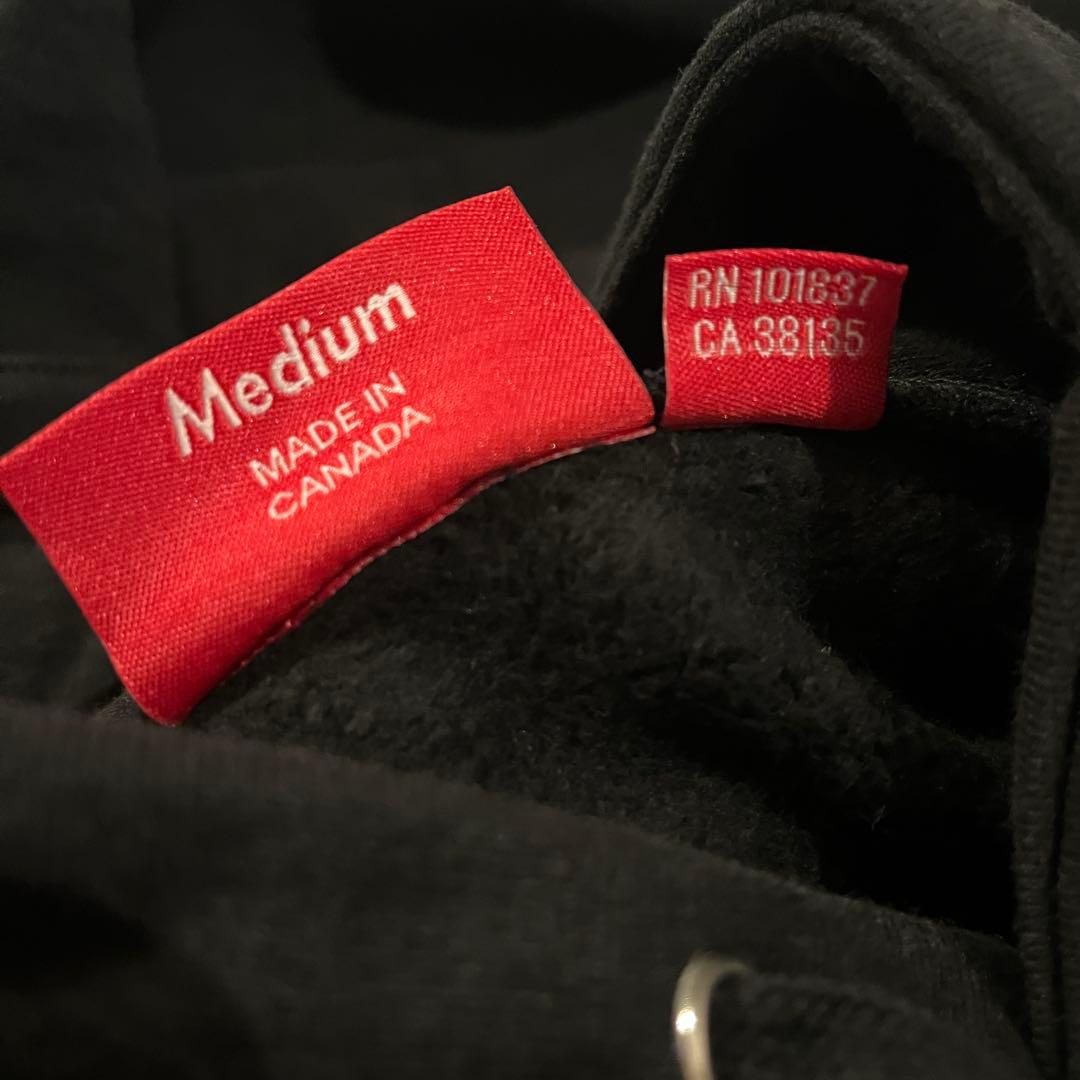 Medium
MADE IN
CANADA
RN 101837
CA 38135